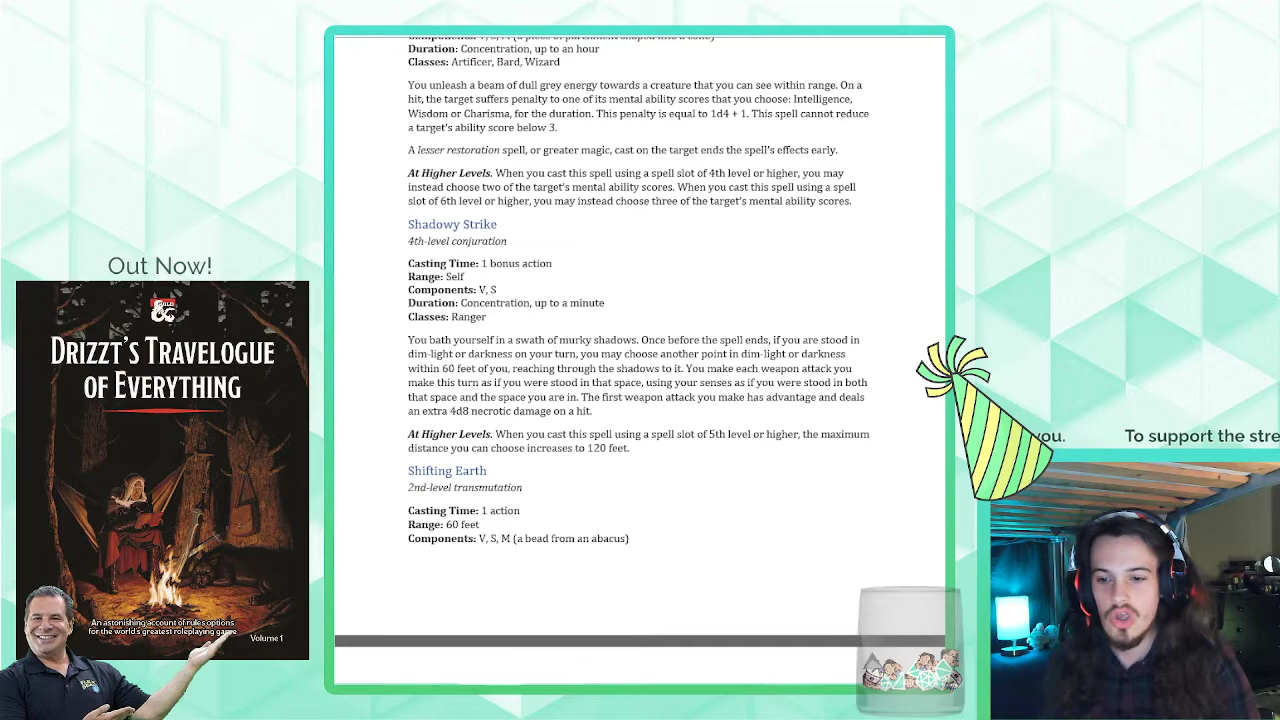 Duration: Concentration, up to an hour
Classes: Artificer, Bard, Wizard
You unleash a beam of dull grey energy towards a creature that you can see within range. On a
hit, the target suffers penalty to one of its mental ability scores that you choose: Intelligence,
Wisdom or Charisma, for the duration. This penalty is equal to 1d4 + 1. This spell cannot reduce
a target's ability score below 3.
A lesser restoration spell, or greater magic, cast on the target ends the spell's effects early.
At Higher Levels. When you cast this spell using a spell slot of 4th level or higher, you may
instead choose two of the target's mental ability scores. When you cast this spell using a spell
slot of 6th level or higher, you may instead choose three of the target's mental ability scores.
Shadowy Strike
4th-level conjuration
Casting Time: 1 bonus action
Range: Self
Components: V, S
Duration: Concentration, up to a minute
Classes: Ranger
You bath yourself in a swath of murky shadows. Once before the spell ends, if you are stood in
dim-light or darkness on your turn, you may choose another point in dim-light or darkness
within 60 feet of you, reaching through the shadows to it. You make each weapon attack you
make this turn as if you were stood in that space, using your senses as if you were stood in both
that space and the space you are in. The first weapon attack you make has advantage and deals
an extra 4d8 necrotic damage on a hit.
At Higher Levels. When you cast this spell using a spell slot of 5th level or higher, the maximum
distance you can choose increases to 120 feet.
Shifting Earth
2nd-level transmutation
Casting Time: 1 action
Range: 60 feet
Components: V, S, M (a bead from an abacus)
Out Now!
DRIZZT'S TRAVELOGUE
OF EVERYTHING
An astonishing account of rules options
for the world's greatest roleplaying game
Volume 1
you. To support the stre